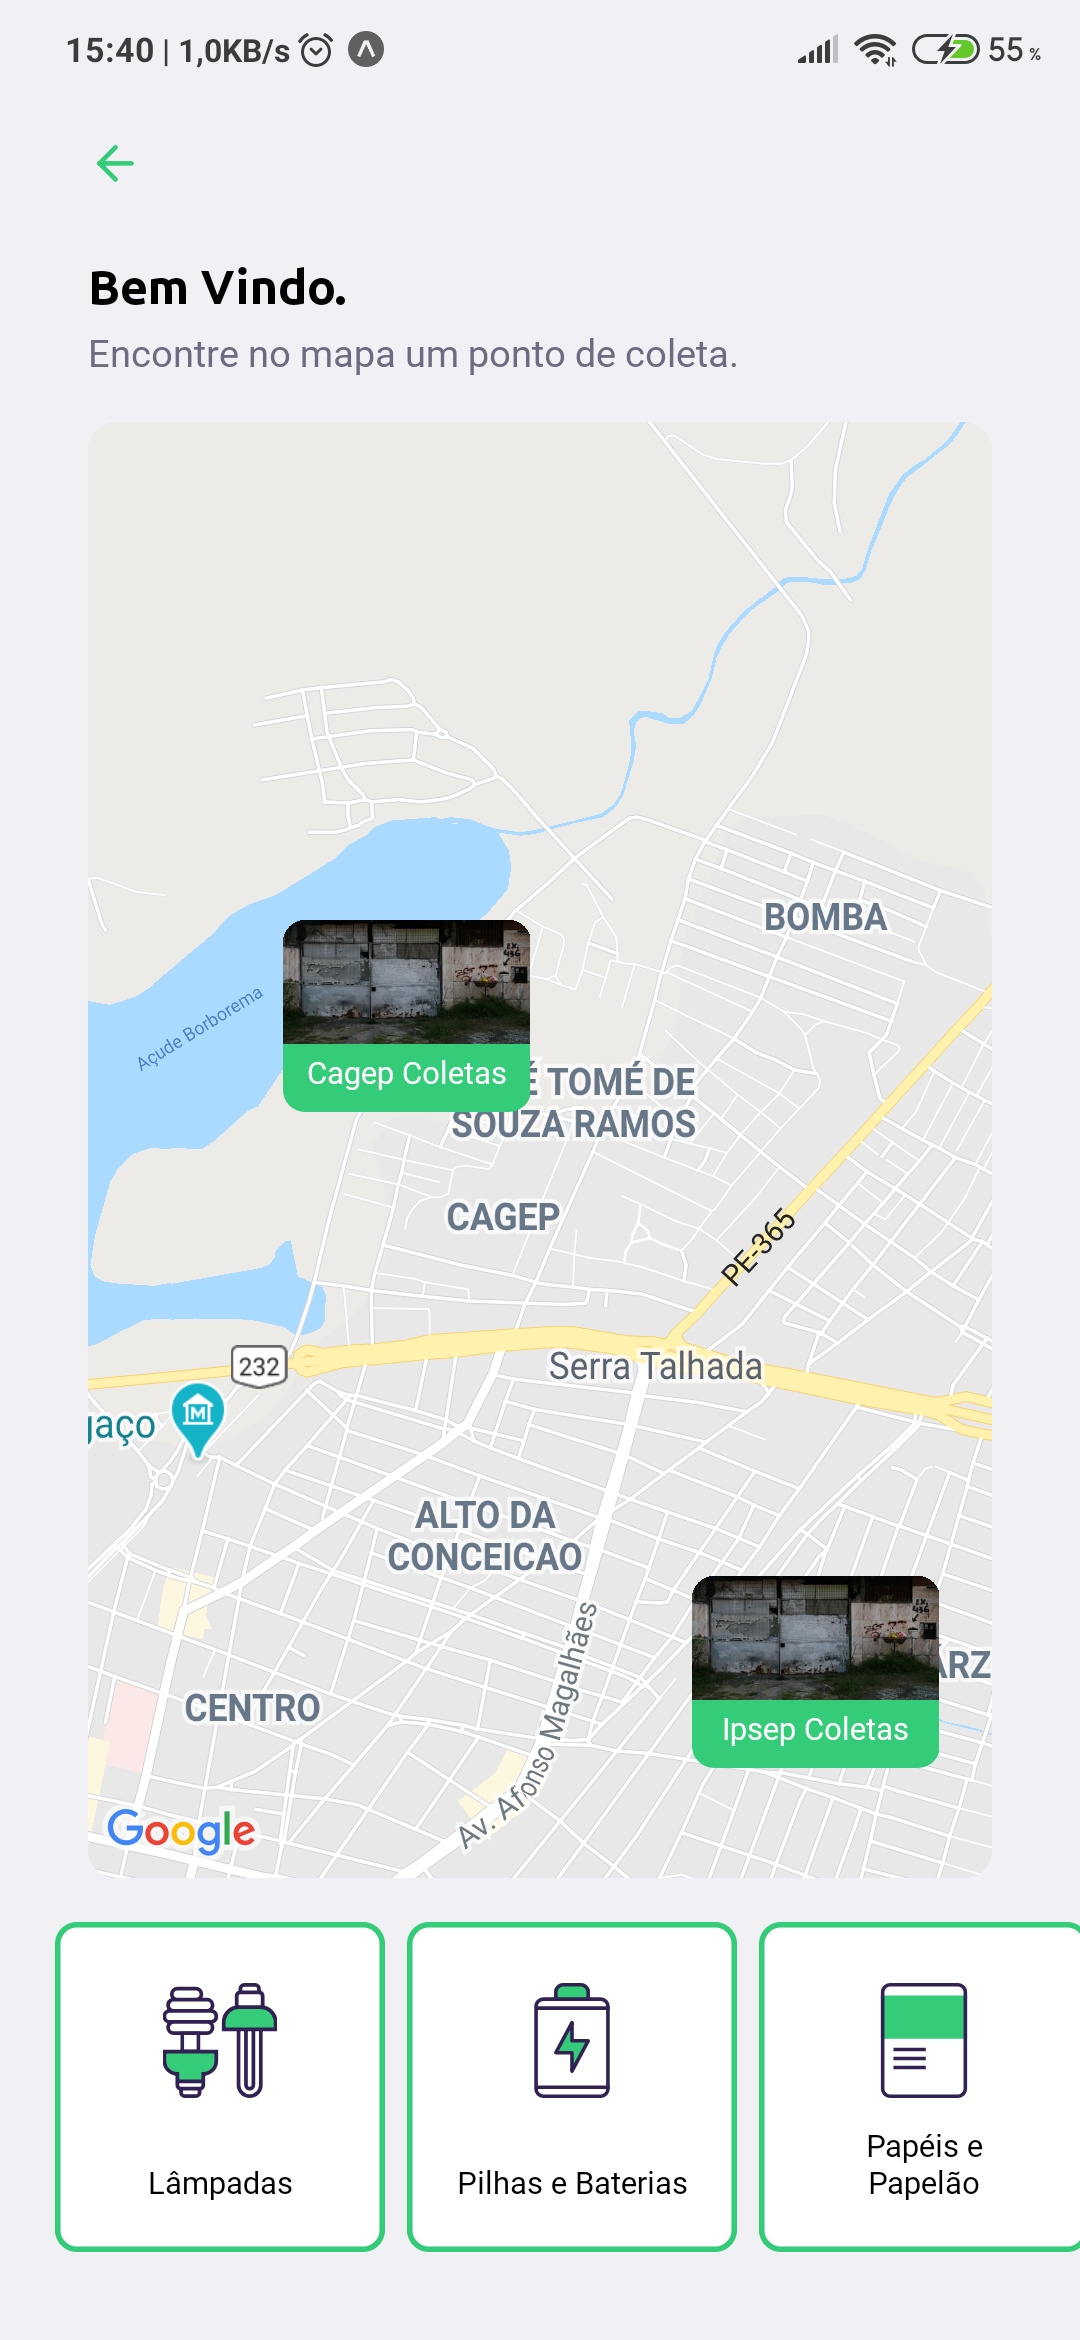 15:40 | 1,0KB/s 55 %
Bem Vindo.
Encontre no mapa um ponto de coleta.
BOMBA
Açude Borborema
Cagep Coletas
É TOMÉ DE
SOUZA RAMOS
CAGEP
PE-365
232
Serra Talhada
gaço
ALTO DA
CONCEICAO
Av. Afonso Magalhães
ÁRZ
CENTRO
Ipsep Coletas
Google
Lâmpadas
Pilhas e Baterias
Papéis e
Papelão